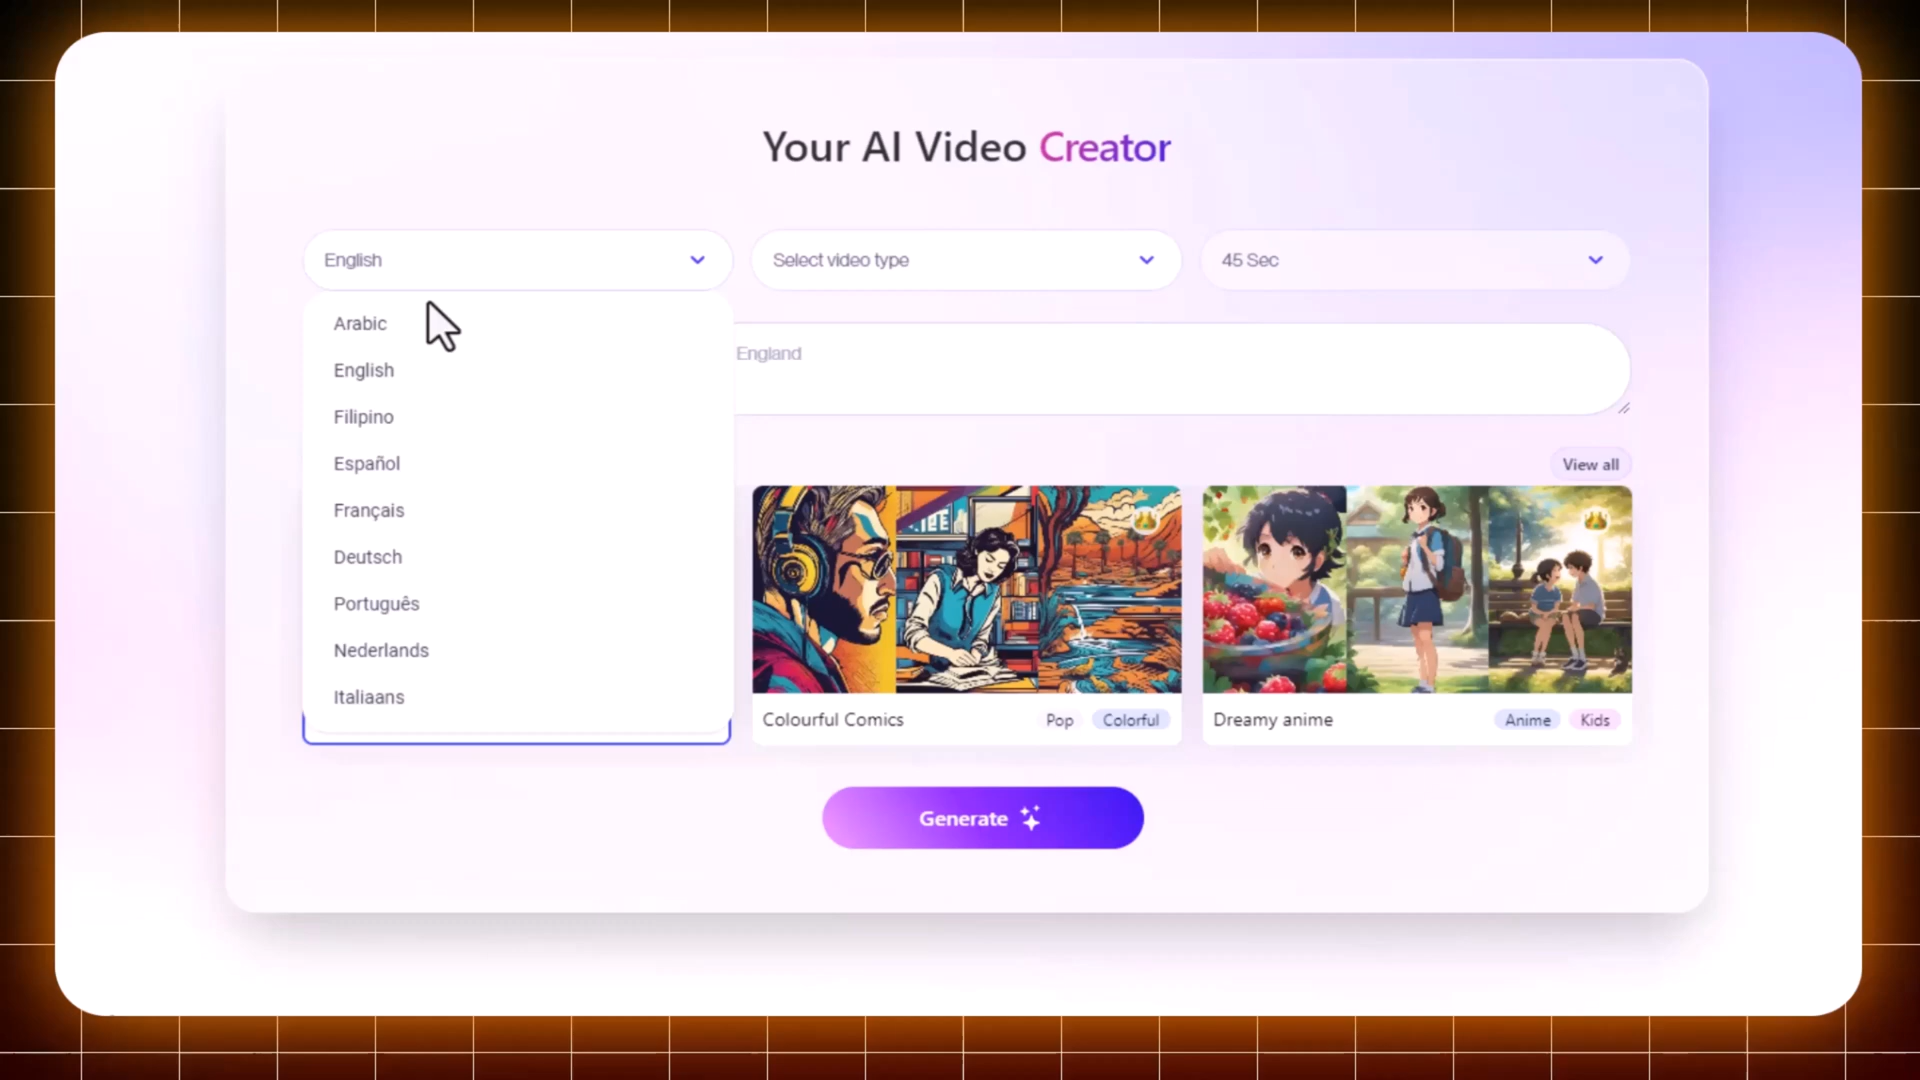 Your AI Video Creator
English
Select video type
45 Sec
Arabic
English
Filipino
Español
Français
Deutsch
Português
Nederlands
Italiaans
England
View all
Colourful Comics
Pop
Colorful
Dreamy anime
Anime
Kids
Generate